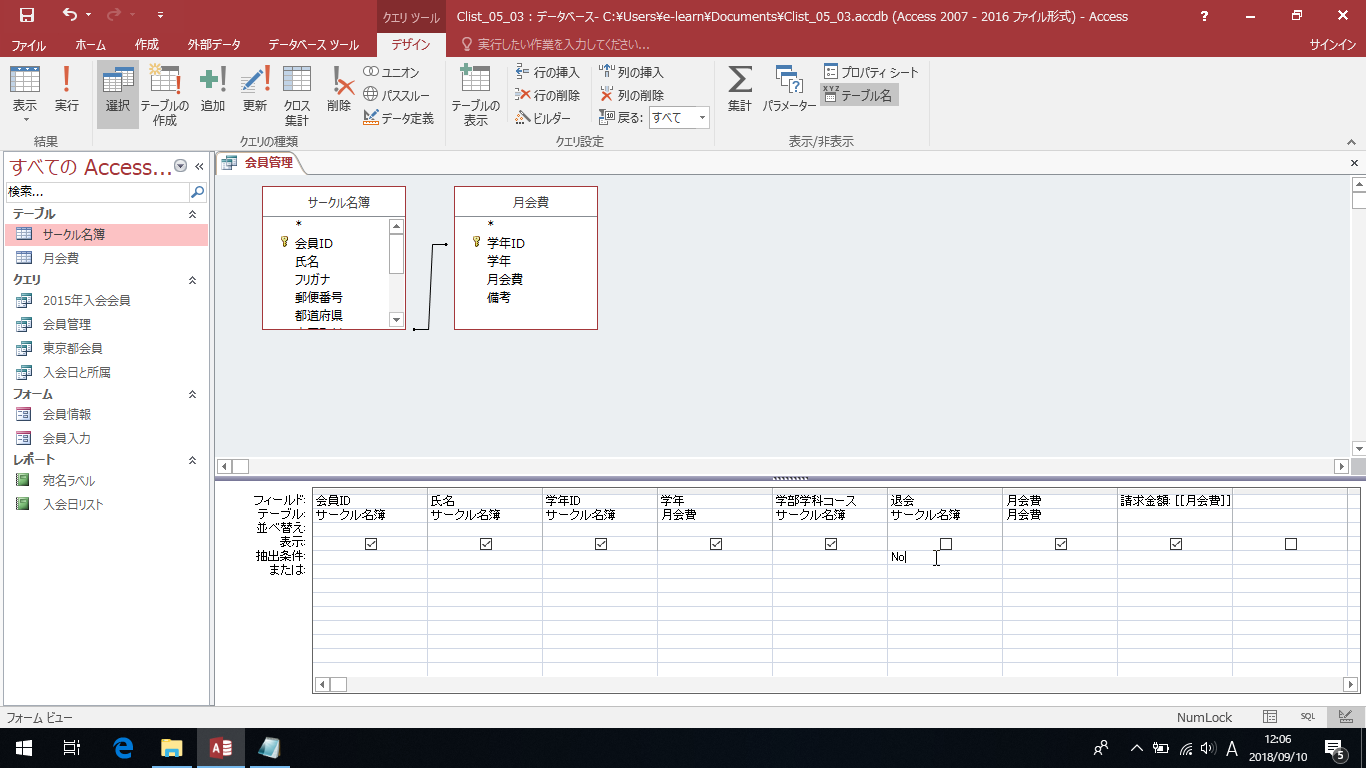 クエリ ツール
Clist_05_03 : データベース- C:¥Users¥e-learn¥Documents¥Clist_05_03.accdb (Access 2007 - 2016 ファイル形式) - Access
?
ファイル
ホーム
作成
外部データ
データベース ツール
デザイン
実行したい作業を入力してください...
サインイン
表示
実行
選択
テーブルの
作成
追加
更新
クロス
集計
削除
ユニオン
パススルー
データ定義
テーブルの
表示
行の挿入
行の削除
ビルダー
列の挿入
列の削除
戻る: すべて
集計
パラメーター
プロパティ シート
XYZ
テーブル名
結果
クエリの種類
クエリ設定
表示/非表示
すべての Access...
検索...
テーブル
サークル名簿
月会費
クエリ
2015年入会会員
会員管理
東京都会員
入会日と所属
フォーム
会員情報
会員入力
レポート
宛名ラベル
入会日リスト
会員管理
サークル名簿
*
会員ID
氏名
フリガナ
郵便番号
都道府県
月会費
*
学年ID
学年
月会費
備考
フィールド: 会員ID 氏名 学年ID 学年 学部学科コース 退会 月会費 請求金額: [[月会費]]
テーブル: サークル名簿 サークル名簿 サークル名簿 月会費 サークル名簿 サークル名簿 月会費
並べ替え:
表示:
抽出条件: No
または:
フォーム ビュー
NumLock
SQL
A
12:06
2018/09/10
5